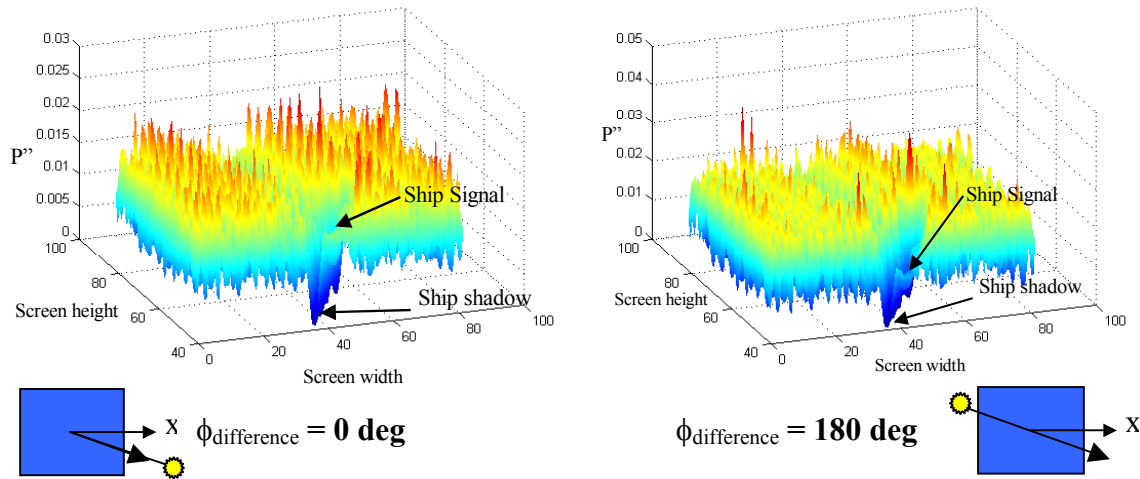 0.03
0.025
0.02
0.015
P”
0.01
0.005
0
100
80
Screen height
60
40
0
20
40
60
80
100
Screen width
Ship Signal
Ship shadow
X
ϕdifference = 0 deg
0.05
0.04
0.03
P”
0.02
0.01
0
100
80
Screen height
60
40
0
20
40
60
80
100
Screen width
Ship Signal
Ship shadow
ϕdifference = 180 deg
X